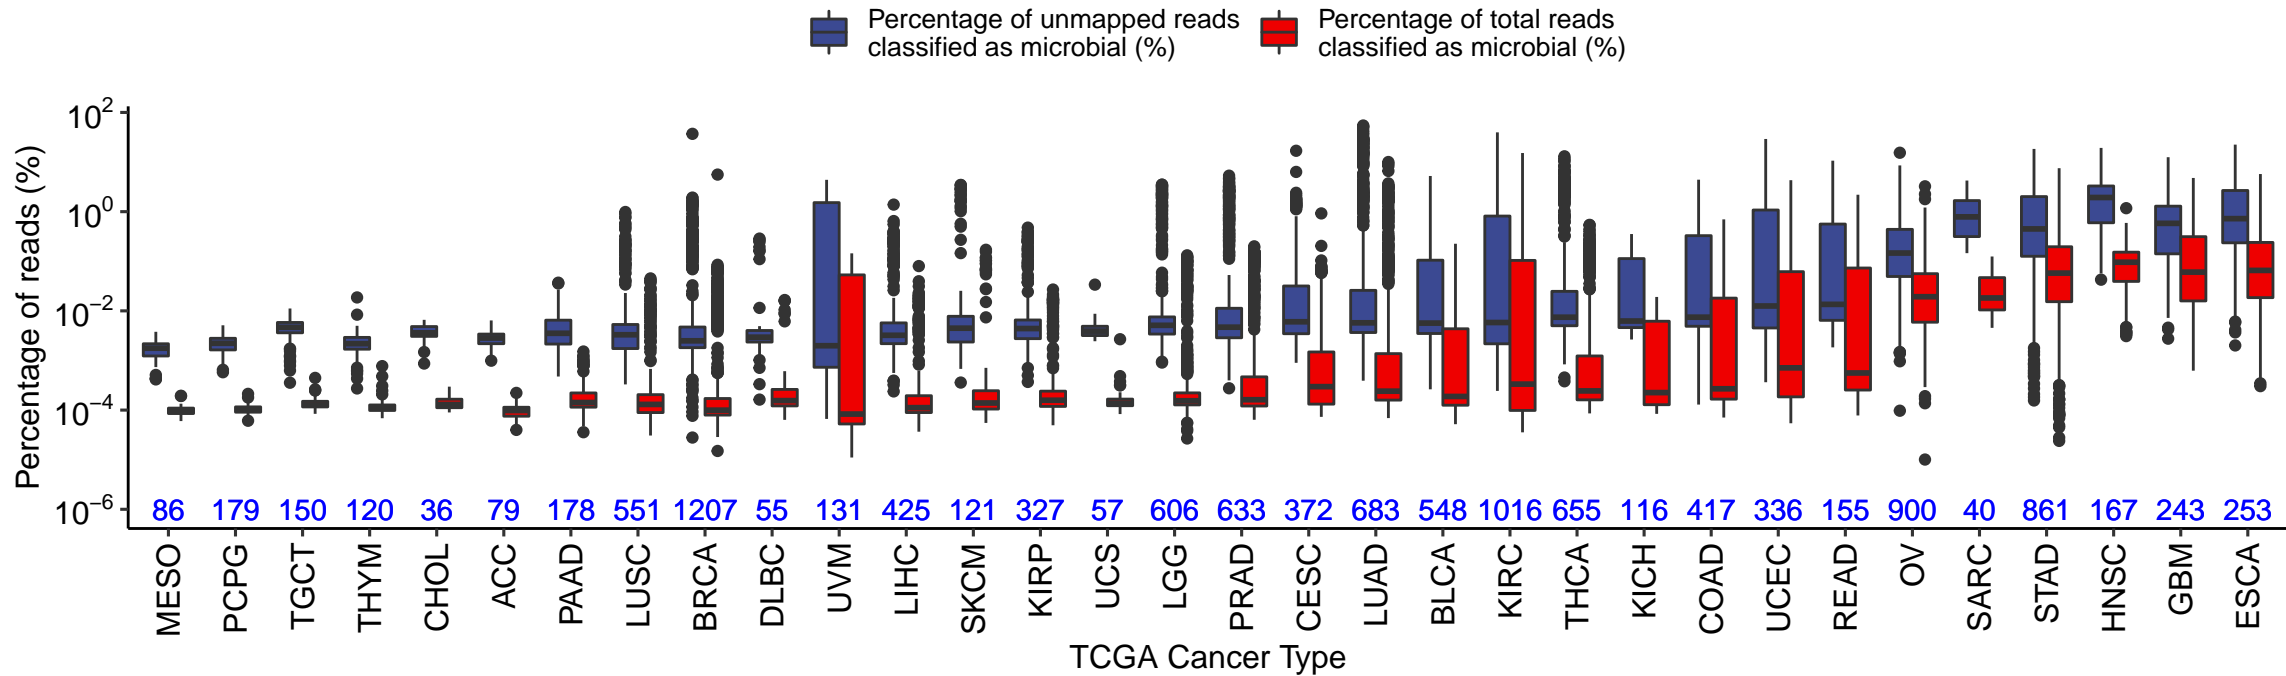 Percentage of unmapped reads
classified as microbial (%)
Percentage of total reads
classified as microbial (%)
Percentage of reads (%)
10²
10⁰
10⁻²
10⁻⁴
10⁻⁶
86 179 150 120 36 79 178 551 1207 55 131 425 121 327 57 606 633 372 683 548 1016 655 116 417 336 155 900 40 861 167 243 253
MESO PCPG TGCT THYM CHOL ACC PAAD LUSC BRCA DLBC UVM LIHC SKCM KIRP UCS LGG PRAD CESC LUAD BLCA KIRC THCA KICH COAD UCEC READ OV SARC STAD HNSC GBM ESCA
TCGA Cancer Type